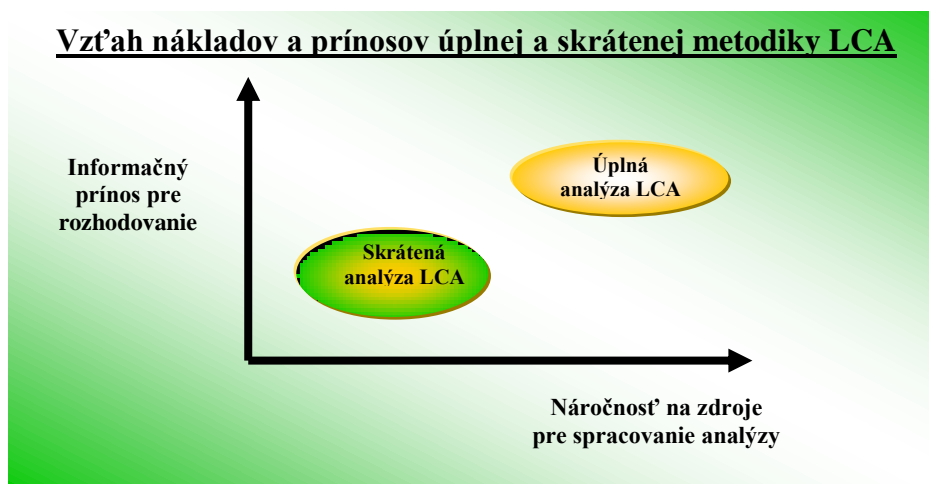 Vzťah nákladov a prínosov úplnej a skrátenej metodiky LCA
Informačný
prínos pre
rozhodovanie
Úplná
analýza LCA
Skrátená
analýza LCA
Náročnosť na zdroje
pre spracovanie analýzy